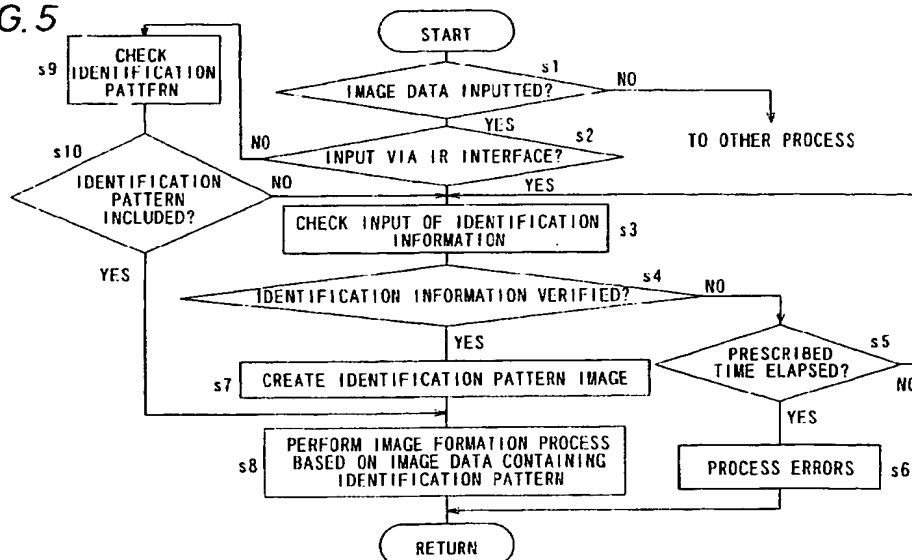 G. 5
START
s1
IMAGE DATA INPUTTED?
NO
TO OTHER PROCESS
YES
s2
INPUT VIA IR INTERFACE?
NO
YES
s9
CHECK
IDENTIFICATION
PATTERN
s10
IDENTIFICATION
PATTERN
INCLUDED?
NO
YES
CHECK INPUT OF IDENTIFICATION
INFORMATION
s3
s4
IDENTIFICATION INFORMATION VERIFIED?
NO
YES
s5
PRESCRIBED
TIME ELAPSED?
NO
YES
s7
CREATE IDENTIFICATION PATTERN IMAGE
s8
PERFORM IMAGE FORMATION PROCESS
BASED ON IMAGE DATA CONTAINING
IDENTIFICATION PATTERN
PROCESS ERRORS
s6
RETURN